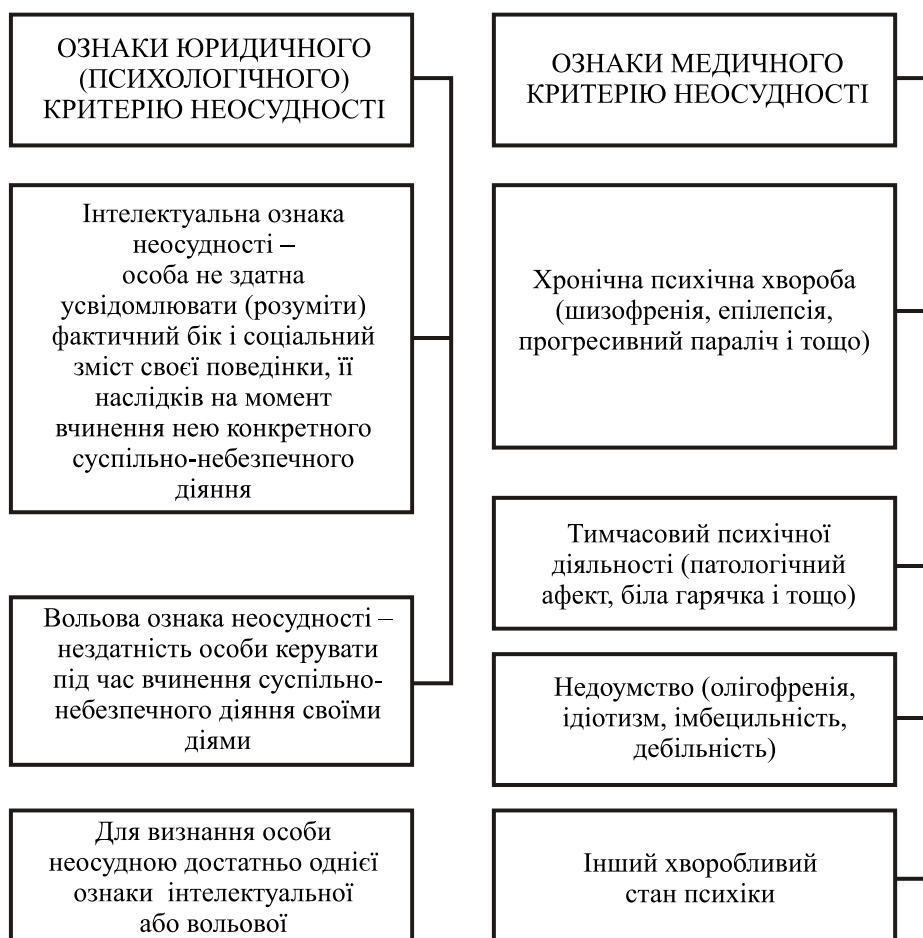 ОЗНАКИ ЮРИДИЧНОГО
(ПСИХОЛОГІЧНОГО)
КРИТЕРІЮ НЕОСУДНОСТІ
Інтелектуальна ознака
неосудності –
особа не здатна
усвідомлювати (розуміти)
фактичний бік і соціальний
зміст своєї поведінки, її
наслідків на момент
вчинення нею конкретного
суспільно-небезпечного
діяння
Вольова ознака неосудності –
нездатність особи керувати
під час вчинення суспільно-
небезпечного діяння своїми
діями
Для визнання особи
неосудною достатньо однієї
ознаки інтелектуальної
або вольової
ОЗНАКИ МЕДИЧНОГО
КРИТЕРІЮ НЕОСУДНОСТІ
Хронічна психічна хвороба
(шизофренія, епілепсія,
прогресивний параліч і тощо)
Тимчасовий психічної
діяльності (патологічний
афект, біла гарячка і тощо)
Недоумство (олігофренія,
ідіотизм, імбецильність,
дебільність)
Інший хворобливий
стан психіки